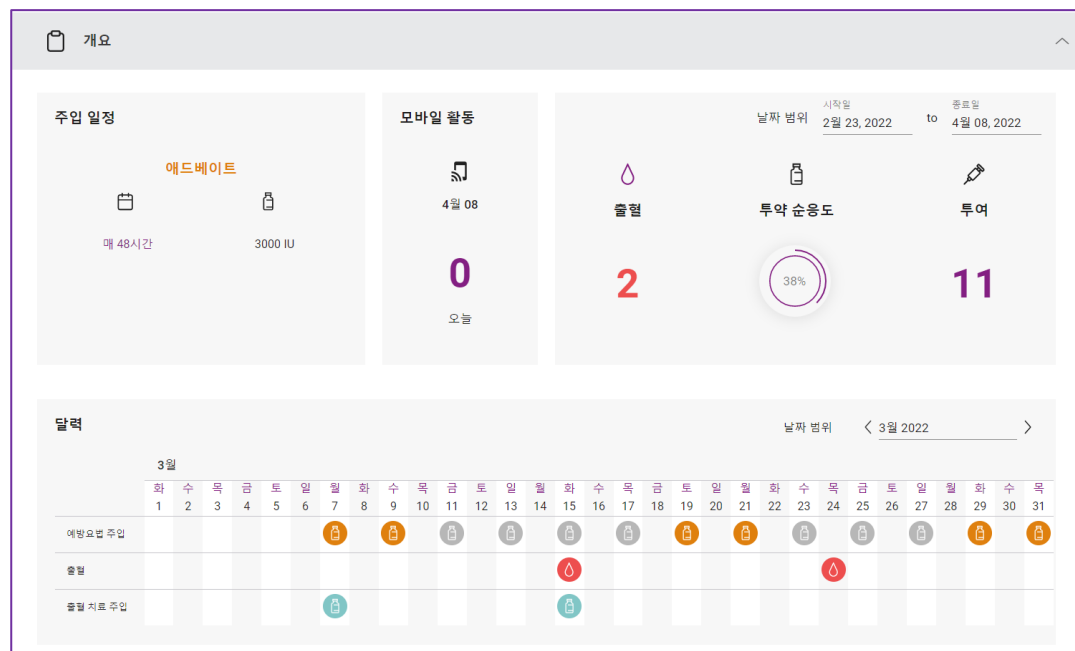 개요
주입 일정
애드베이트
매 48시간 3000 IU
모바일 활동
4월 08
0
오늘
날짜 범위 시작일 2월 23, 2022 to 종료일 4월 08, 2022
출혈 투약 순응도 투여
2 38% 11
달력
날짜 범위 3월 2022
3월
화 수 목 금 토 일 월 화 수 목 금 토 일 월 화 수 목 금 토 일 월 화 수 목 금 토 일 월 화 수 목
1 2 3 4 5 6 7 8 9 10 11 12 13 14 15 16 17 18 19 20 21 22 23 24 25 26 27 28 29 30 31
예방요법 주입
출혈
출혈 치료 주입